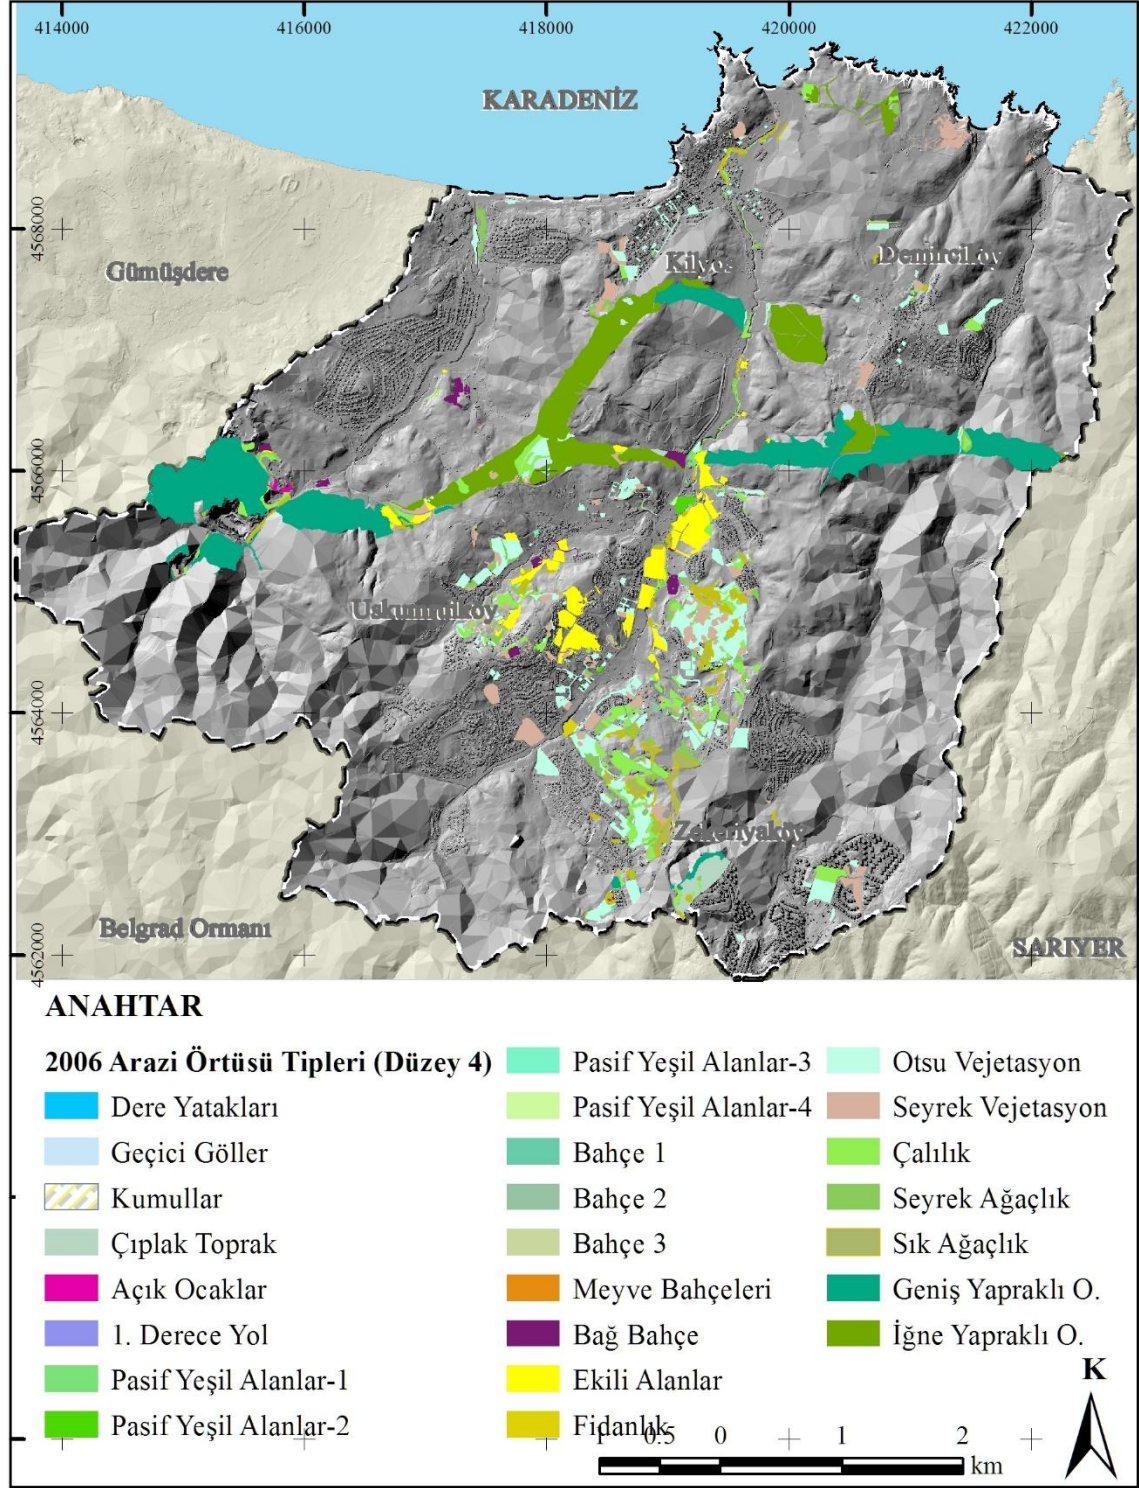 414000 416000 418000 420000 422000
KARADENİZ
4568000
Gümüşdere
Kilyos
Demirciköy
4566000
Uskumruköy
4564000
Zekeriyaköy
Belgrad Ormanı
SARIYER
4562000
ANAHTAR
2006 Arazi Örtüsü Tipleri (Düzey 4)
Dere Yatakları
Geçici Göller
Kumullar
Çıplak Toprak
Açık Ocaklar
1. Derece Yol
Pasif Yeşil Alanlar-1
Pasif Yeşil Alanlar-2
Pasif Yeşil Alanlar-3
Pasif Yeşil Alanlar-4
Bahçe 1
Bahçe 2
Bahçe 3
Meyve Bahçeleri
Bağ Bahçe
Ekili Alanlar
Fidanlık
Otsu Vejetasyon
Seyrek Vejetasyon
Çalılık
Seyrek Ağaçlık
Sık Ağaçlık
Geniş Yapraklı O.
İğne Yapraklı O.
K
1 0.5 0 1 2
km